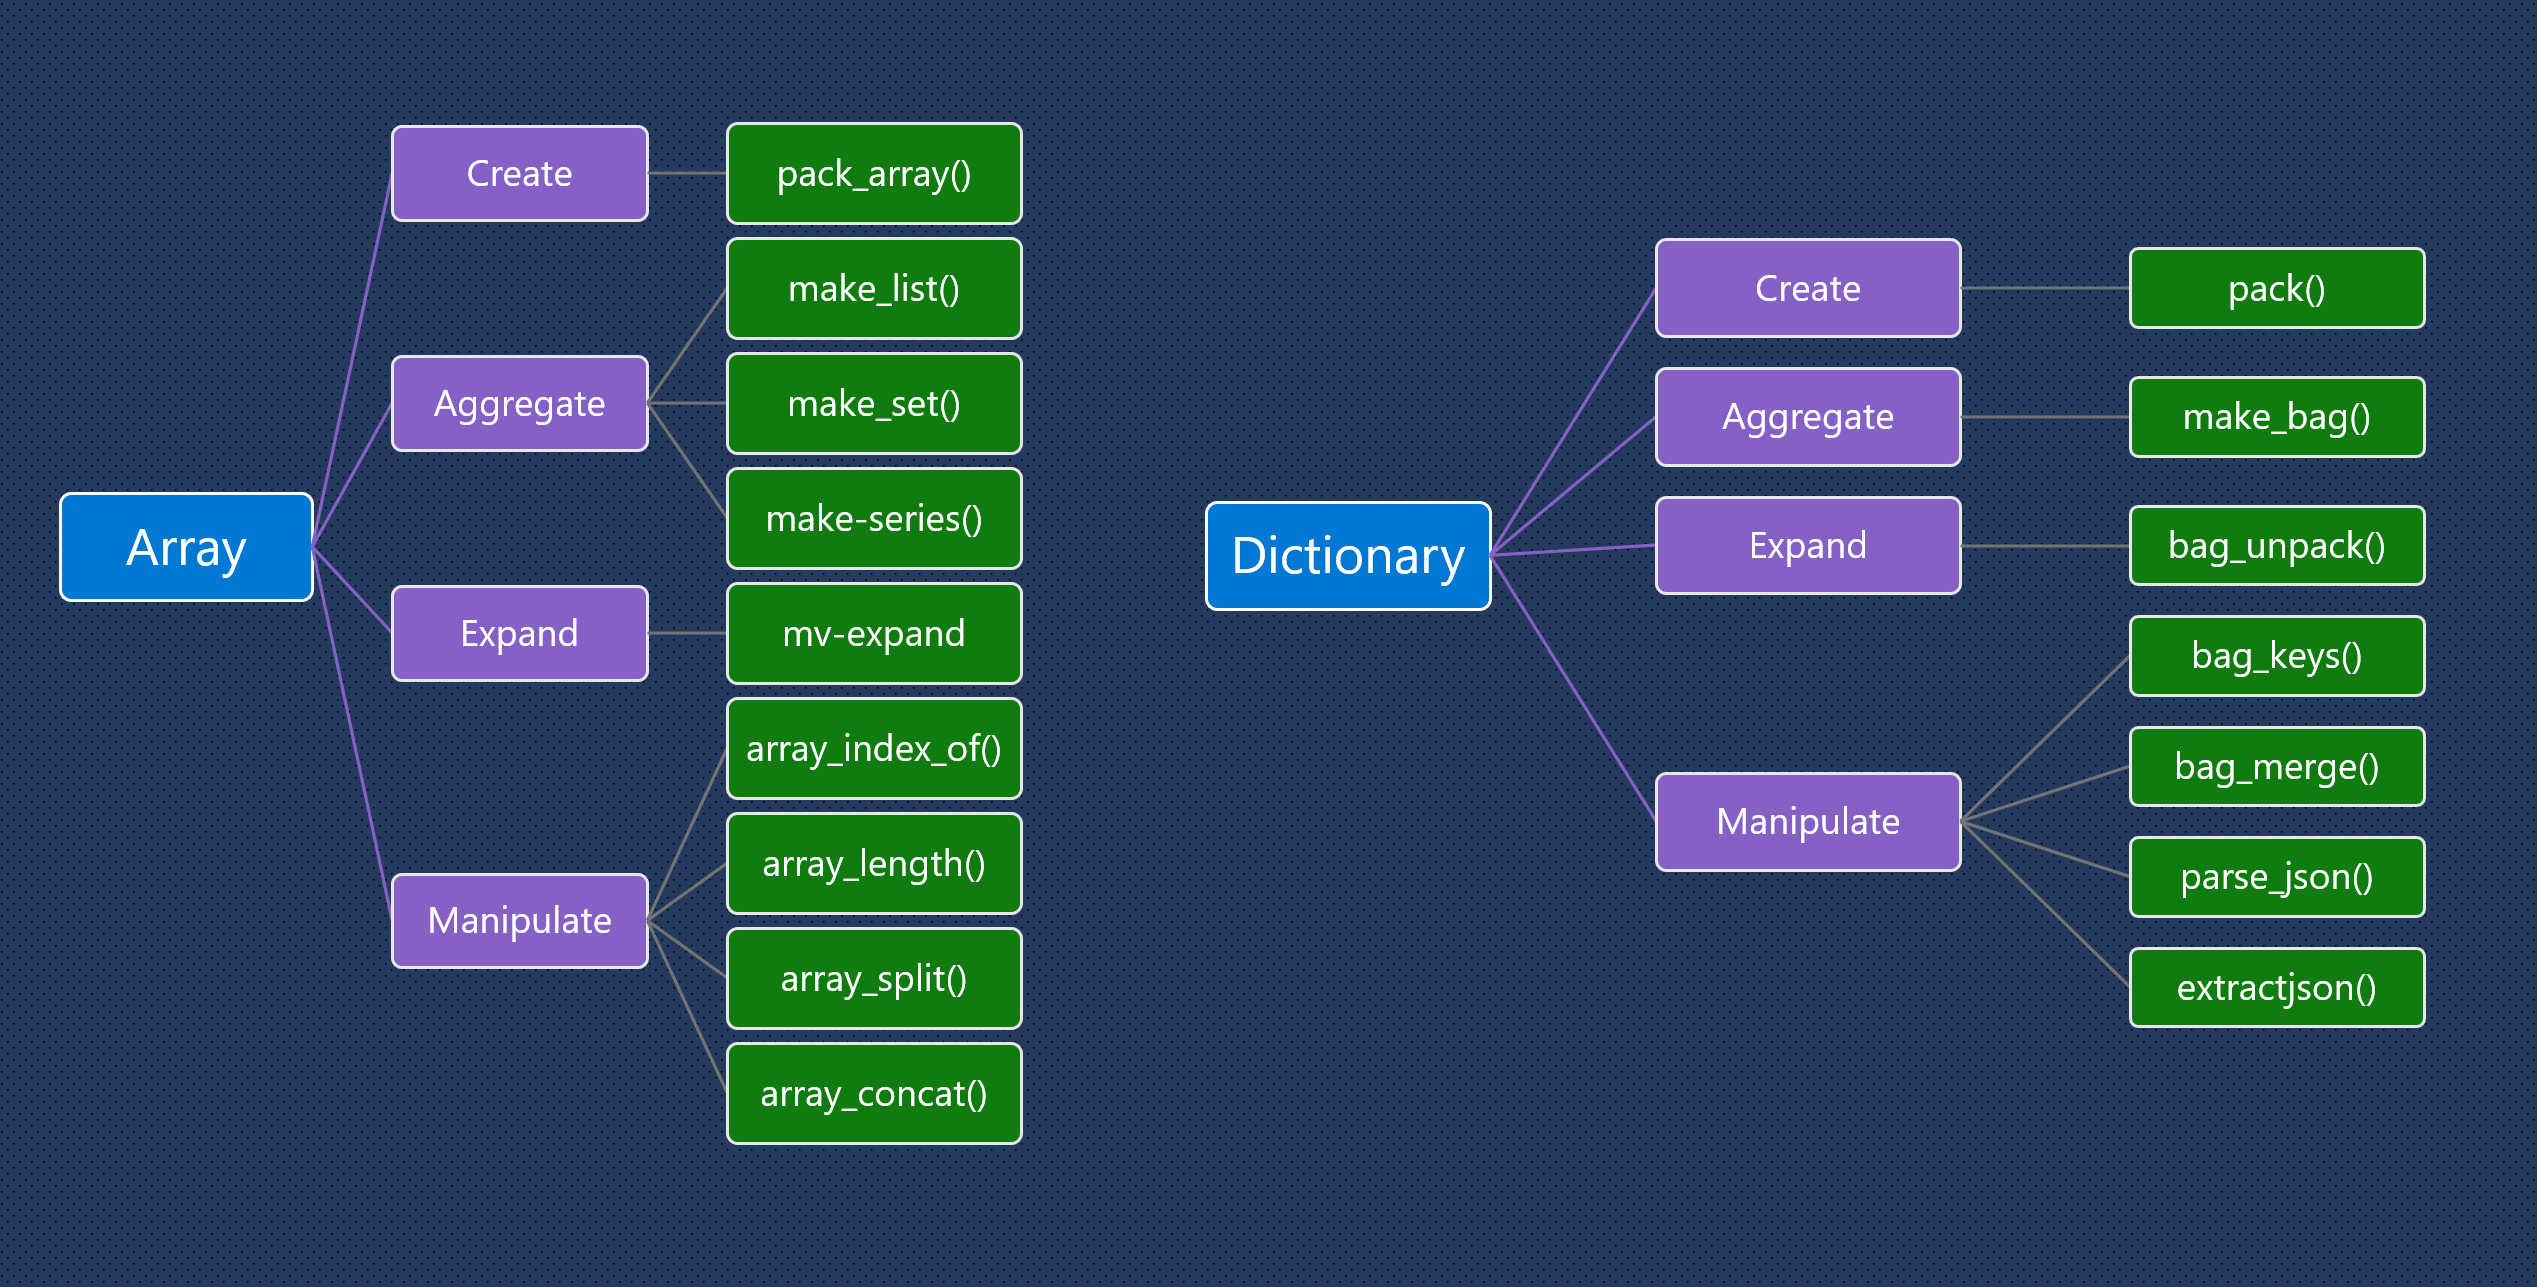 Array
Create
pack_array()
Aggregate
make_list()
make_set()
make-series()
Expand
mv-expand
Manipulate
array_index_of()
array_length()
array_split()
array_concat()
Dictionary
Create
pack()
Aggregate
make_bag()
Expand
bag_unpack()
Manipulate
bag_keys()
bag_merge()
parse_json()
extractjson()